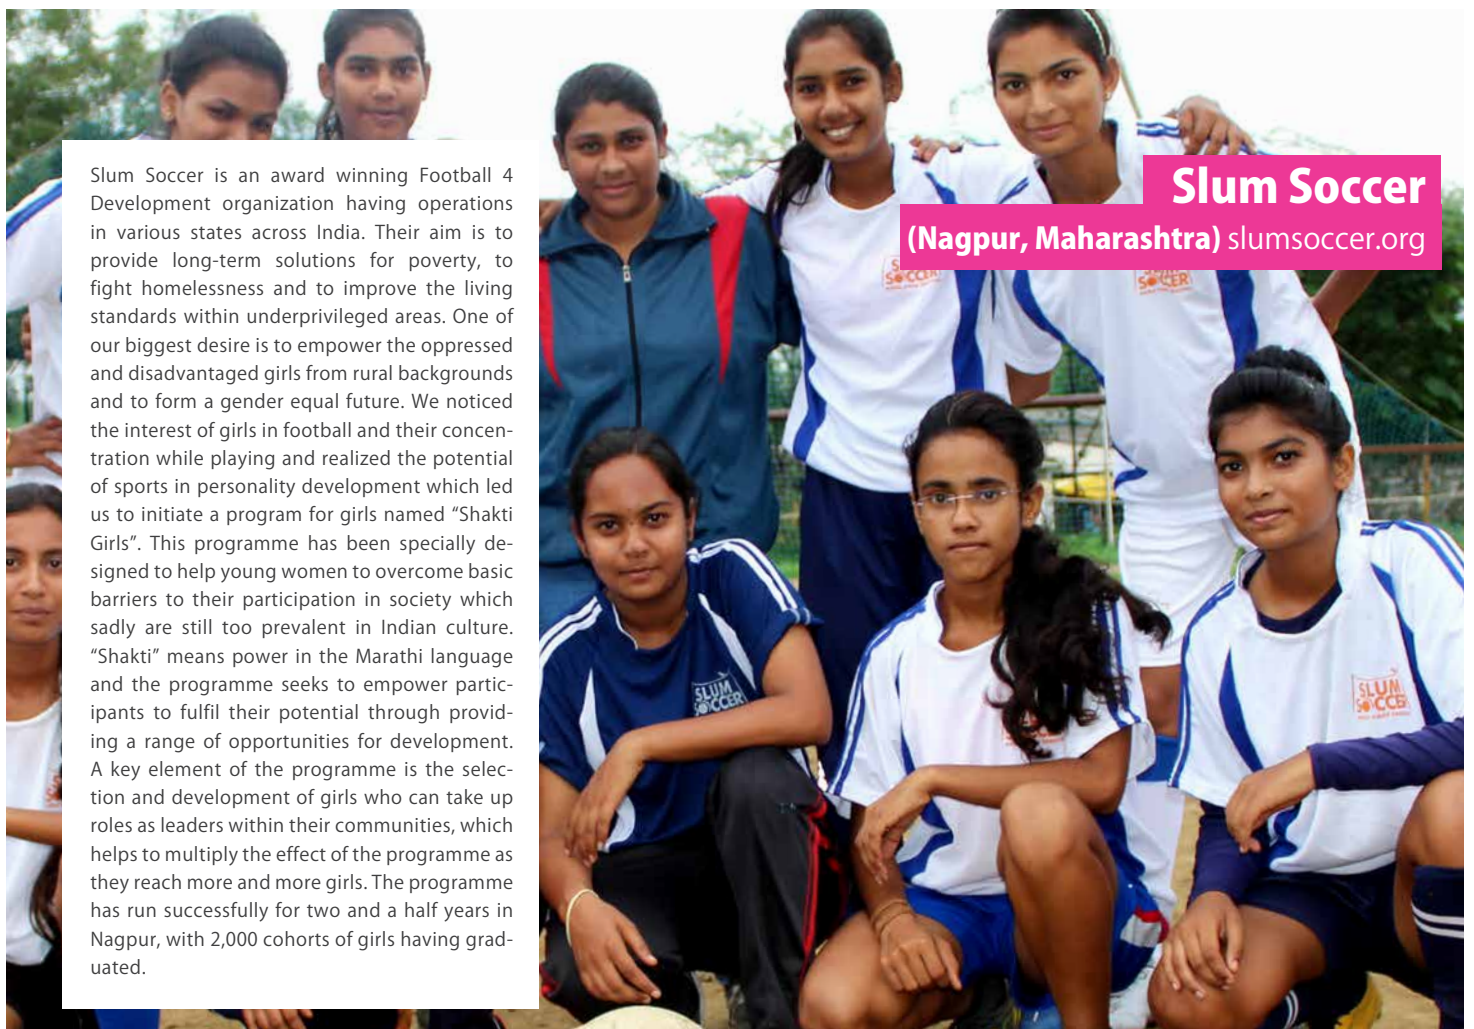 Slum Soccer is an award winning Football 4
Development organization having operations
in various states across India. Their aim is to
provide long-term solutions for poverty, to
fight homelessness and to improve the living
standards within underprivileged areas. One of
our biggest desire is to empower the oppressed
and disadvantaged girls from rural backgrounds
and to form a gender equal future. We noticed
the interest of girls in football and their concen-
tration while playing and realized the potential
of sports in personality development which led
us to initiate a program for girls named “Shakti
Girls”. This programme has been specially de-
signed to help young women to overcome basic
barriers to their participation in society which
sadly are still too prevalent in Indian culture.
“Shakti” means power in the Marathi language
and the programme seeks to empower partic-
ipants to fulfil their potential through provid-
ing a range of opportunities for development.
A key element of the programme is the selec-
tion and development of girls who can take up
roles as leaders within their communities, which
helps to multiply the effect of the programme as
they reach more and more girls. The programme
has run successfully for two and a half years in
Nagpur, with 2,000 cohorts of girls having grad-
uated.
Slum Soccer
(Nagpur, Maharashtra) slumsoccer.org
SOCCER
SOCCER
SLUM
SOCCER
SLUM
SOCCER